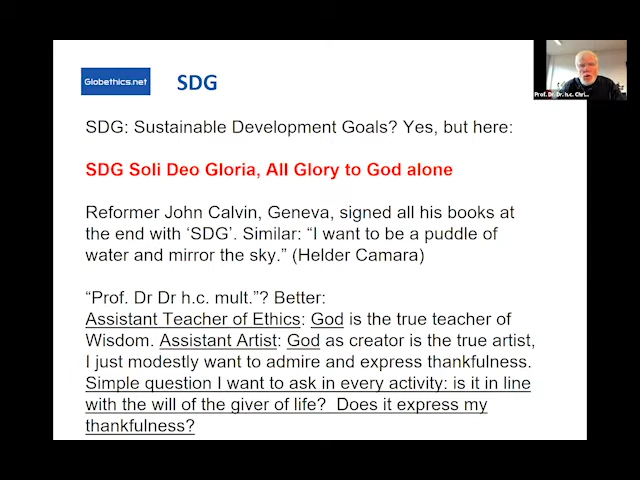 Globethics.net
SDG
SDG: Sustainable Development Goals? Yes, but here:
SDG Soli Deo Gloria, All Glory to God alone
Reformer John Calvin, Geneva, signed all his books at
the end with ‘SDG’. Similar: “I want to be a puddle of
water and mirror the sky.” (Helder Camara)
“Prof. Dr Dr h.c. mult.”? Better:
Assistant Teacher of Ethics: God is the true teacher of
Wisdom. Assistant Artist: God as creator is the true artist,
I just modestly want to admire and express thankfulness.
Simple question I want to ask in every activity: is it in line
with the will of the giver of life?  Does it express my
thankfulness?
Prof. Dr. Dr. h.c. Chri...